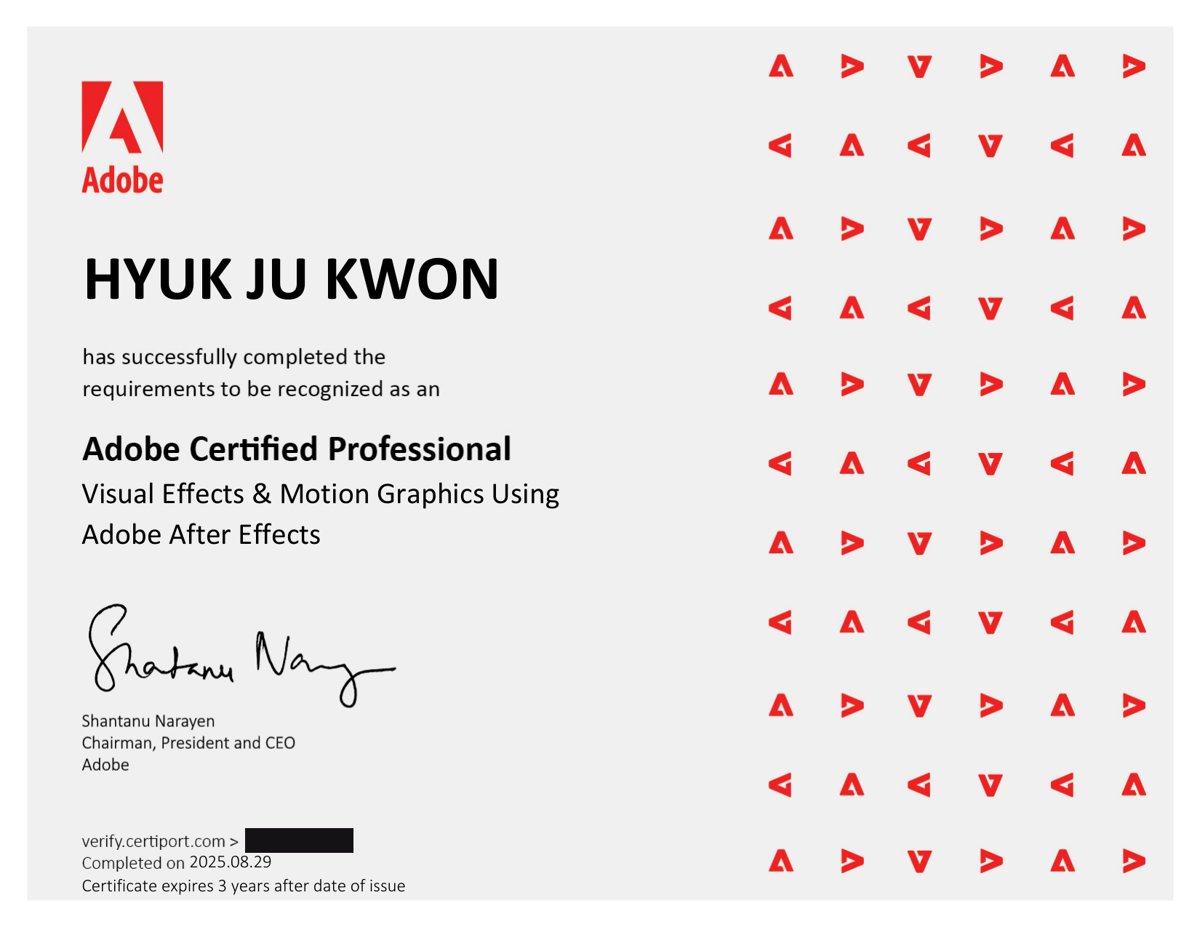 Adobe
HYUK JU KWON
has successfully completed the
requirements to be recognized as an
Adobe Certified Professional
Visual Effects & Motion Graphics Using
Adobe After Effects
Shantanu Narayen
Shantanu Narayen
Chairman, President and CEO
Adobe
verify.certiport.com >
Completed on 2025.08.29
Certificate expires 3 years after date of issue